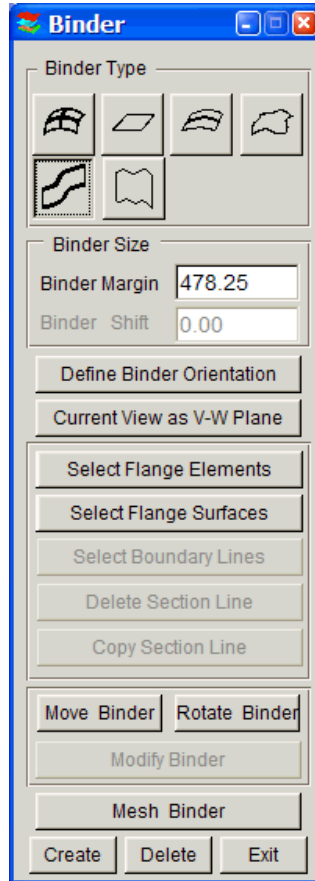 Binder
Binder Type
Binder Size
Binder Margin 478.25
Binder Shift 0.00
Define Binder Orientation
Current View as V-W Plane
Select Flange Elements
Select Flange Surfaces
Select Boundary Lines
Delete Section Line
Copy Section Line
Move Binder Rotate Binder
Modify Binder
Mesh Binder
Create Delete Exit